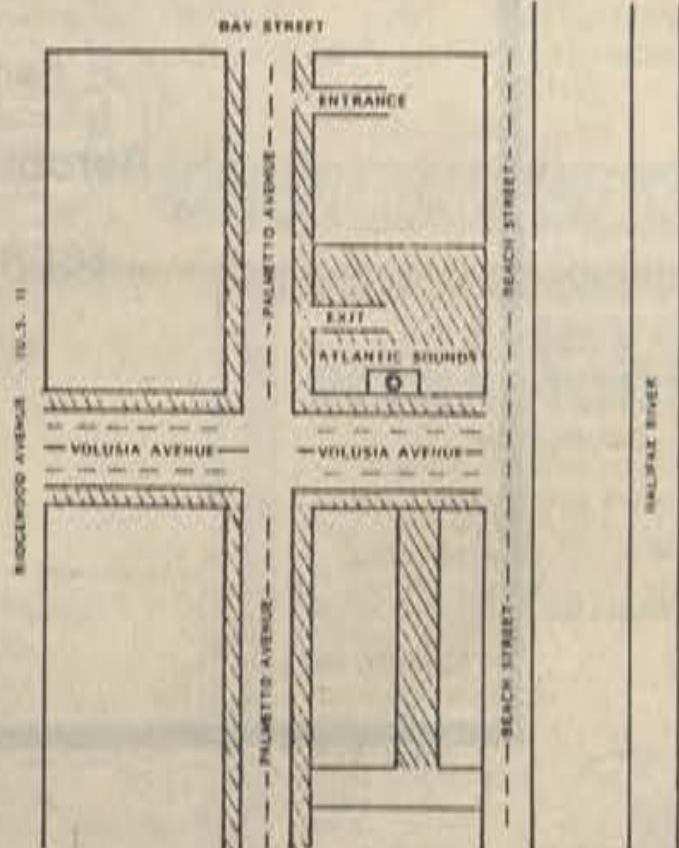 BAY STREET
ENTRANCE
PALMETTO AVENUE
BEACH STREET
EXIT
ATLANTIC SOUNDS
RIDGEWOOD AVENUE (U.S. 1)
VOLUSIA AVENUE
VOLUSIA AVENUE
HALIFAX RIVER
PALMETTO AVENUE
BEACH STREET